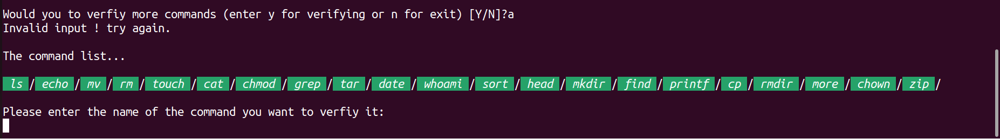 Would you to verfiy more commands (enter y for verifying or n for exit) [Y/N]?a
Invalid input ! try again.
The command list...
ls / echo / mv / rm / touch / cat / chmod / grep / tar / date / whoami / sort / head / mkdir / find / printf / cp / rmdir / more / chown / zip /
Please enter the name of the command you want to verfiy it: